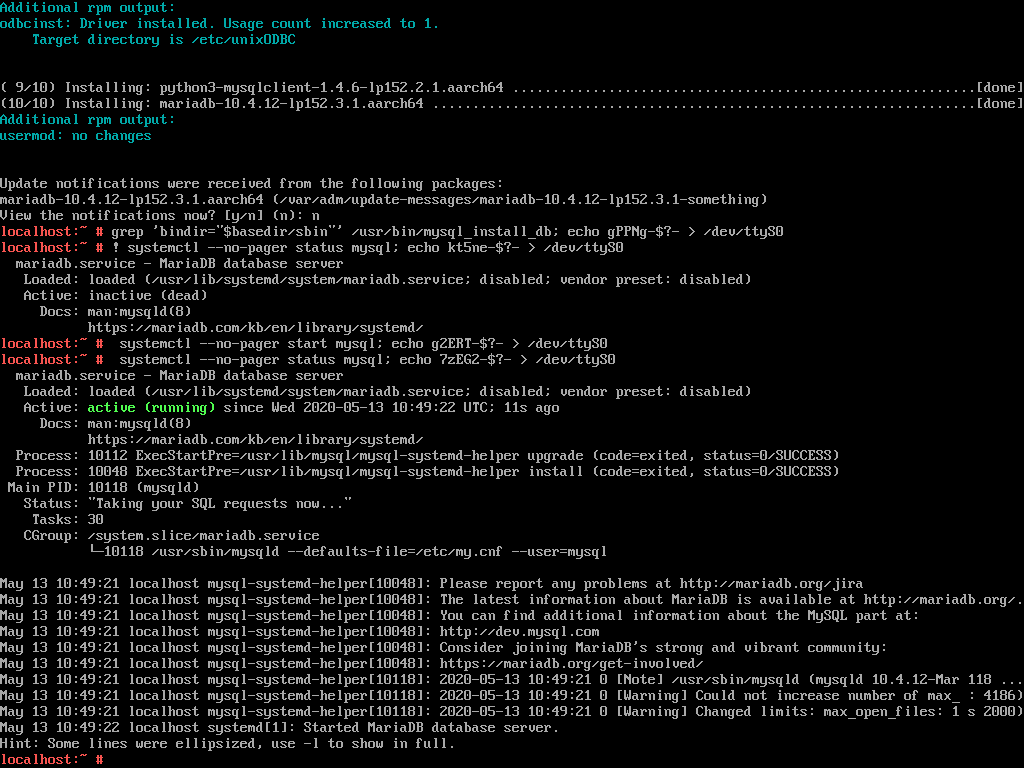 Additional rpm output:
odbcinst: Driver installed. Usage count increased to 1.
    Target directory is /etc/unixODBC
( 9/10) Installing: python3-mysqlclient-1.4.6-lp152.2.1.aarch64 .........................................................[done]
(10/10) Installing: mariadb-10.4.12-lp152.3.1.aarch64 ...................................................................[done]
Additional rpm output:
usermod: no changes
Update notifications were received from the following packages:
mariadb-10.4.12-lp152.3.1.aarch64 (/var/adm/update-messages/mariadb-10.4.12-lp152.3.1-something)
View the notifications now? [y/n] (n): n
localhost:~ # grep 'bindir="$basedir/sbin"' /usr/bin/mysql_install_db; echo gPPNg-$?- > /dev/ttyS0
localhost:~ # ! systemctl --no-pager status mysql; echo kt5ne-$?- > /dev/ttyS0
  mariadb.service - MariaDB database server
   Loaded: loaded (/usr/lib/systemd/system/mariadb.service; disabled; vendor preset: disabled)
   Active: inactive (dead)
     Docs: man:mysqld(8)
           https://mariadb.com/kb/en/library/systemd/
localhost:~ #  systemctl --no-pager start mysql; echo g2ERT-$?- > /dev/ttyS0
localhost:~ #  systemctl --no-pager status mysql; echo 7zEG2-$?- > /dev/ttyS0
  mariadb.service - MariaDB database server
   Loaded: loaded (/usr/lib/systemd/system/mariadb.service; disabled; vendor preset: disabled)
   Active: active (running) since Wed 2020-05-13 10:49:22 UTC; 11s ago
     Docs: man:mysqld(8)
           https://mariadb.com/kb/en/library/systemd/
  Process: 10112 ExecStartPre=/usr/lib/mysql/mysql-systemd-helper upgrade (code=exited, status=0/SUCCESS)
  Process: 10048 ExecStartPre=/usr/lib/mysql/mysql-systemd-helper install (code=exited, status=0/SUCCESS)
 Main PID: 10118 (mysqld)
   Status: "Taking your SQL requests now..."
    Tasks: 30
   CGroup: /system.slice/mariadb.service
           └─10118 /usr/sbin/mysqld --defaults-file=/etc/my.cnf --user=mysql
May 13 10:49:21 localhost mysql-systemd-helper[10048]: Please report any problems at http://mariadb.org/jira
May 13 10:49:21 localhost mysql-systemd-helper[10048]: The latest information about MariaDB is available at http://mariadb.org/.
May 13 10:49:21 localhost mysql-systemd-helper[10048]: You can find additional information about the MySQL part at:
May 13 10:49:21 localhost mysql-systemd-helper[10048]: http://dev.mysql.com
May 13 10:49:21 localhost mysql-systemd-helper[10048]: Consider joining MariaDB's strong and vibrant community:
May 13 10:49:21 localhost mysql-systemd-helper[10048]: https://mariadb.org/get-involved/
May 13 10:49:21 localhost mysql-systemd-helper[10118]: 2020-05-13 10:49:21 0 [Note] /usr/sbin/mysqld (mysqld 10.4.12-Mar 118 ...
May 13 10:49:21 localhost mysql-systemd-helper[10118]: 2020-05-13 10:49:21 0 [Warning] Could not increase number of max_ : 4186)
May 13 10:49:21 localhost mysql-systemd-helper[10118]: 2020-05-13 10:49:21 0 [Warning] Changed limits: max_open_files: 1 s 2000)
May 13 10:49:22 localhost systemd[1]: Started MariaDB database server.
Hint: Some lines were ellipsized, use -l to show in full.
localhost:~ #